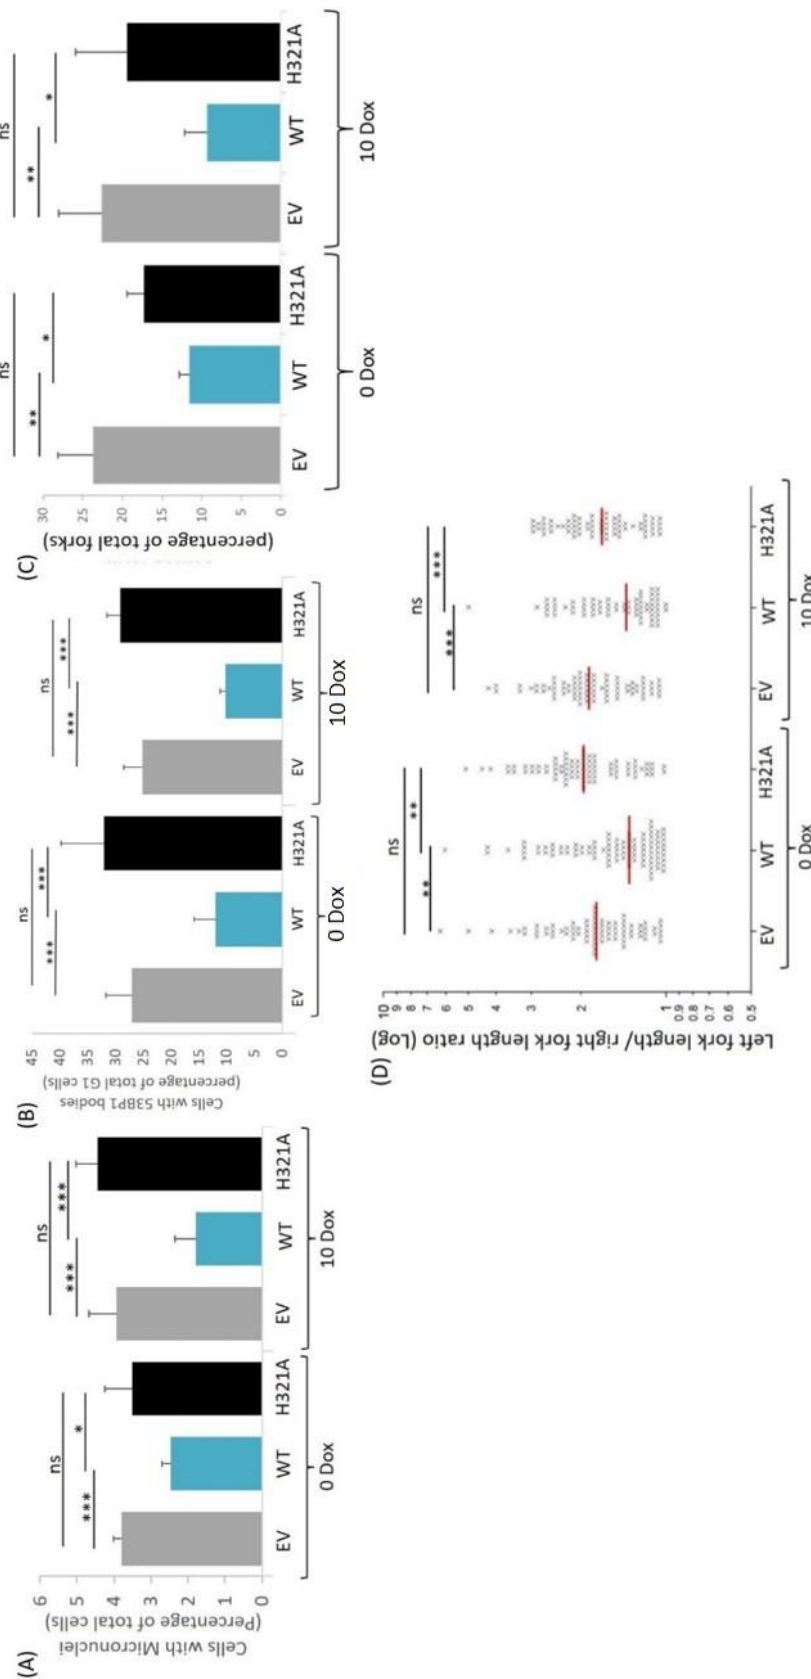 (A)
Cells with Micronuclei
(Percentage of total cells)
6
5
4
3
2
1
0
ns
***
*
ns
***
***
EV
WT
H321A
EV
WT
H321A
0 Dox
10 Dox
(B)
Cells with 53BP1 bodies
(percentage of total G1 cells)
45
40
35
30
25
20
15
10
5
0
ns
***
***
ns
***
***
EV
WT
H321A
EV
WT
H321A
0 Dox
10 Dox
(C)
(percentage of total forks)
30
25
20
15
10
5
0
ns
**
*
ns
**
*
EV
WT
H321A
EV
WT
H321A
0 Dox
10 Dox
(D)
Left fork length/ right fork length ratio (Log)
10
9
8
7
6
5
4
3
2
1
0.9
0.8
0.7
0.6
0.5
ns
**
**
ns
***
***
EV
WT
H321A
EV
WT
H321A
0 Dox
10 Dox